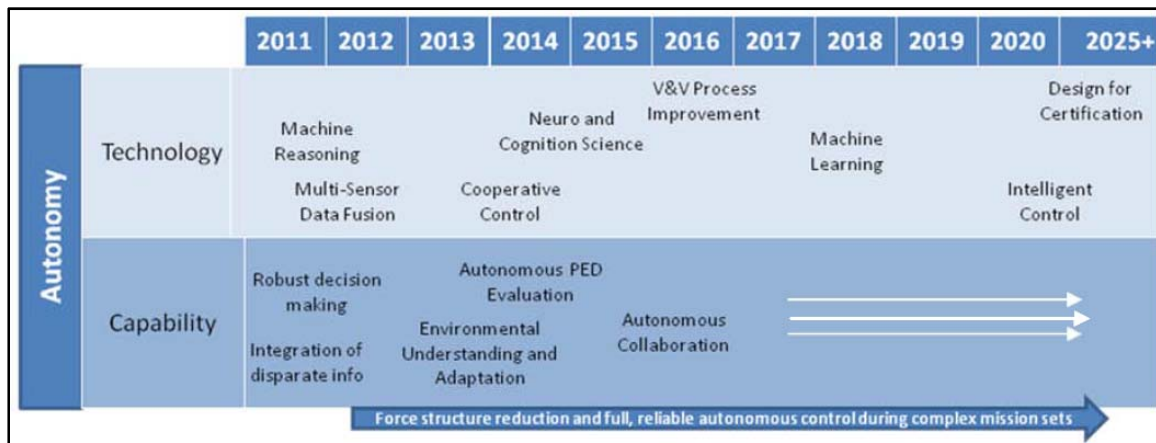 2011 2012 2013 2014 2015 2016 2017 2018 2019 2020 2025+
Autonomy
Technology
Machine
Reasoning
Multi-Sensor
Data Fusion
Neuro and
Cognition Science
Cooperative
Control
V&V Process
Improvement
Machine
Learning
Design for
Certification
Intelligent
Control
Capability
Robust decision
making
Integration of
disparate info
Autonomous PED
Evaluation
Environmental
Understanding and
Adaptation
Autonomous
Collaboration
Force structure reduction and full, reliable autonomous control during complex mission sets